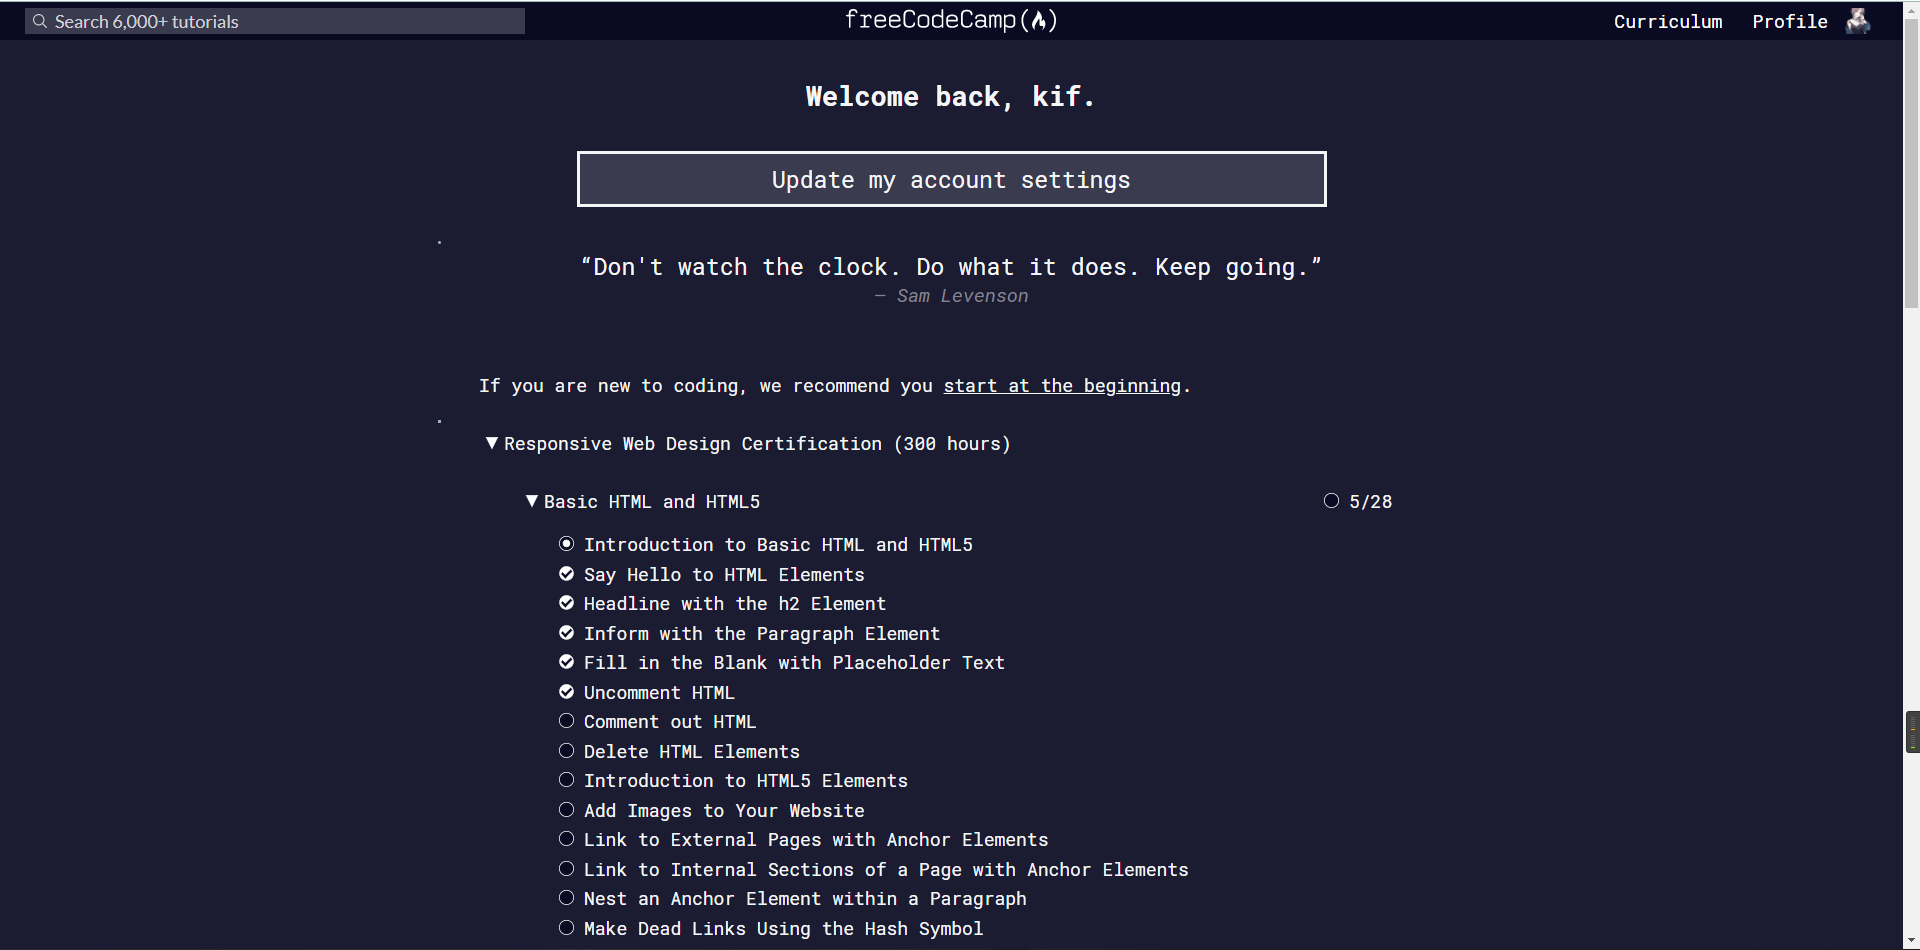 Search 6,000+ tutorials
freeCodeCamp
Curriculum
Profile
Welcome back, kif.
Update my account settings
“Don't watch the clock. Do what it does. Keep going.”
— Sam Levenson
If you are new to coding, we recommend you start at the beginning.
Responsive Web Design Certification (300 hours)
Basic HTML and HTML5
5/28
Introduction to Basic HTML and HTML5
Say Hello to HTML Elements
Headline with the h2 Element
Inform with the Paragraph Element
Fill in the Blank with Placeholder Text
Uncomment HTML
Comment out HTML
Delete HTML Elements
Introduction to HTML5 Elements
Add Images to Your Website
Link to External Pages with Anchor Elements
Link to Internal Sections of a Page with Anchor Elements
Nest an Anchor Element within a Paragraph
Make Dead Links Using the Hash Symbol